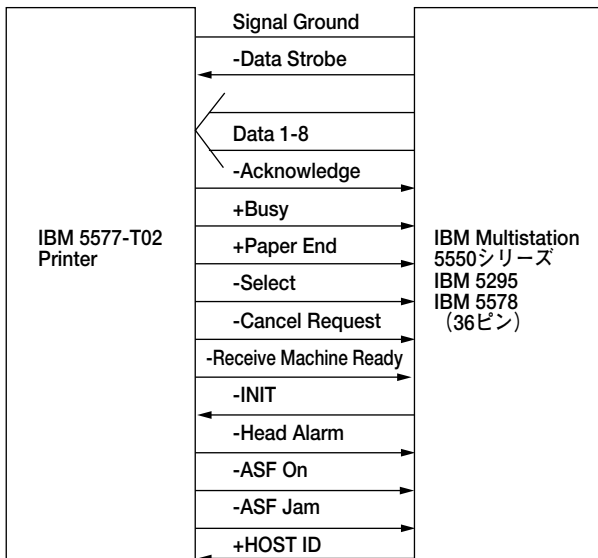 Signal Ground
-Data Strobe
Data 1-8
-Acknowledge
+Busy
+Paper End
-Select
-Cancel Request
-Receive Machine Ready
-INIT
-Head Alarm
-ASF On
-ASF Jam
+HOST ID
IBM 5577-T02
Printer
IBM Multistation
5550シリーズ
IBM 5295
IBM 5578
（36ピン）